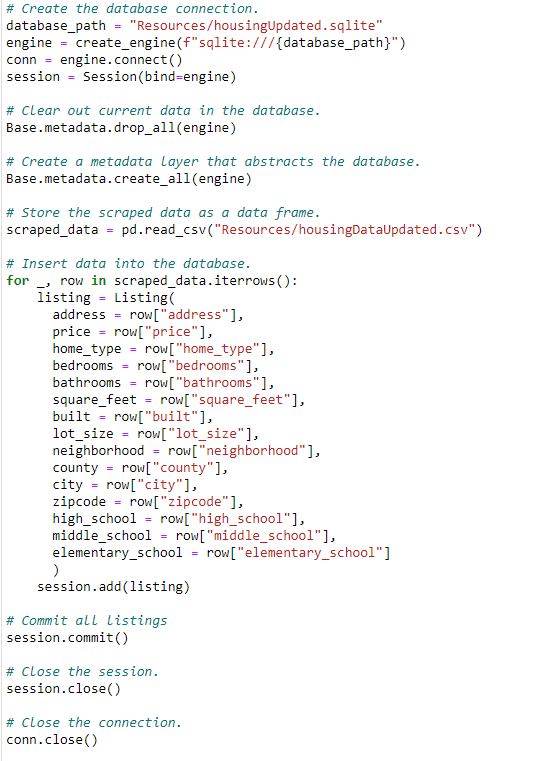 # Create the database connection.
database_path = "Resources/housingUpdated.sqlite"
engine = create_engine(f"sqlite:///{database_path}")
conn = engine.connect()
session = Session(bind=engine)
# Clear out current data in the database.
Base.metadata.drop_all(engine)
# Create a metadata layer that abstracts the database.
Base.metadata.create_all(engine)
# Store the scraped data as a data frame.
scraped_data = pd.read_csv("Resources/housingDataUpdated.csv")
# Insert data into the database.
for _, row in scraped_data.iterrows():
    listing = Listing(
      address = row["address"],
      price = row["price"],
      home_type = row["home_type"],
      bedrooms = row["bedrooms"],
      bathrooms = row["bathrooms"],
      square_feet = row["square_feet"],
      built = row["built"],
      lot_size = row["lot_size"],
      neighborhood = row["neighborhood"],
      county = row["county"],
      city = row["city"],
      zipcode = row["zipcode"],
      high_school = row["high_school"],
      middle_school = row["middle_school"],
      elementary_school = row["elementary_school"]
      )
    session.add(listing)
# Commit all listings
session.commit()
# Close the session.
session.close()
# Close the connection.
conn.close()